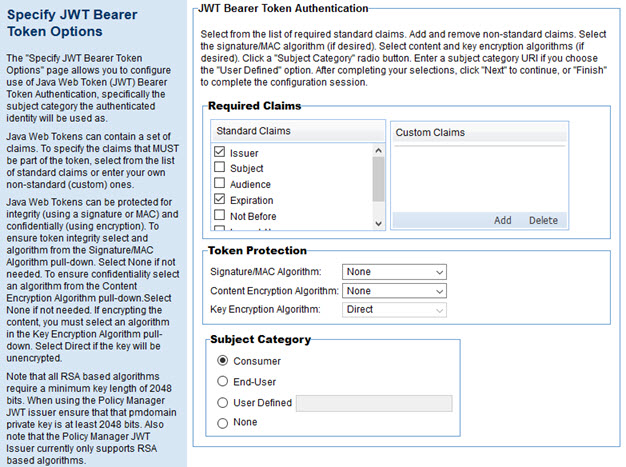 Specify JWT Bearer
Token Options
The "Specify JWT Bearer Token
Options" page allows you to configure
use of Java Web Token (JWT) Bearer
Token Authentication, specifically the
subject category the authenticated
identity will be used as.
Java Web Tokens can contain a set of
claims. To specify the claims that MUST
be part of the token, select from the list
of standard claims or enter your own
non-standard (custom) ones.
Java Web Tokens can be protected for
integrity (using a signature or MAC) and
confidentially (using encryption). To
ensure token integrity select and
algorithm from the Signature/MAC
Algorithm pull-down. Select None if not
needed. To ensure confidentiality select
an algorithm from the Content
Encryption Algorithm pull-down.Select
None if not needed. If encrypting the
content, you must select an algorithm
in the Key Encryption Algorithm pull-
down. Select Direct if the key will be
unencrypted.
Note that all RSA based algorithms
require a minimum key length of 2048
bits. When using the Policy Manager
JWT issuer ensure that that pmdomain
private key is at least 2048 bits. Also
note that the Policy Manager JWT
Issuer currently only supports RSA
based algorithms.
JWT Bearer Token Authentication
Select from the list of required standard claims. Add and remove non-standard claims. Select
the signature/MAC algorithm (if desired). Select content and key encryption algorithms (if
desired). Click a "Subject Category" radio button. Enter a subject category URI if you choose
the "User Defined" option. After completing your selections, click "Next" to continue, or "Finish"
to complete the configuration session.
Required Claims
Standard Claims
Issuer
Subject
Audience
Expiration
Not Before
Custom Claims
Add Delete
Token Protection
Signature/MAC Algorithm: None
Content Encryption Algorithm: None
Key Encryption Algorithm: Direct
Subject Category
Consumer
End-User
User Defined
None